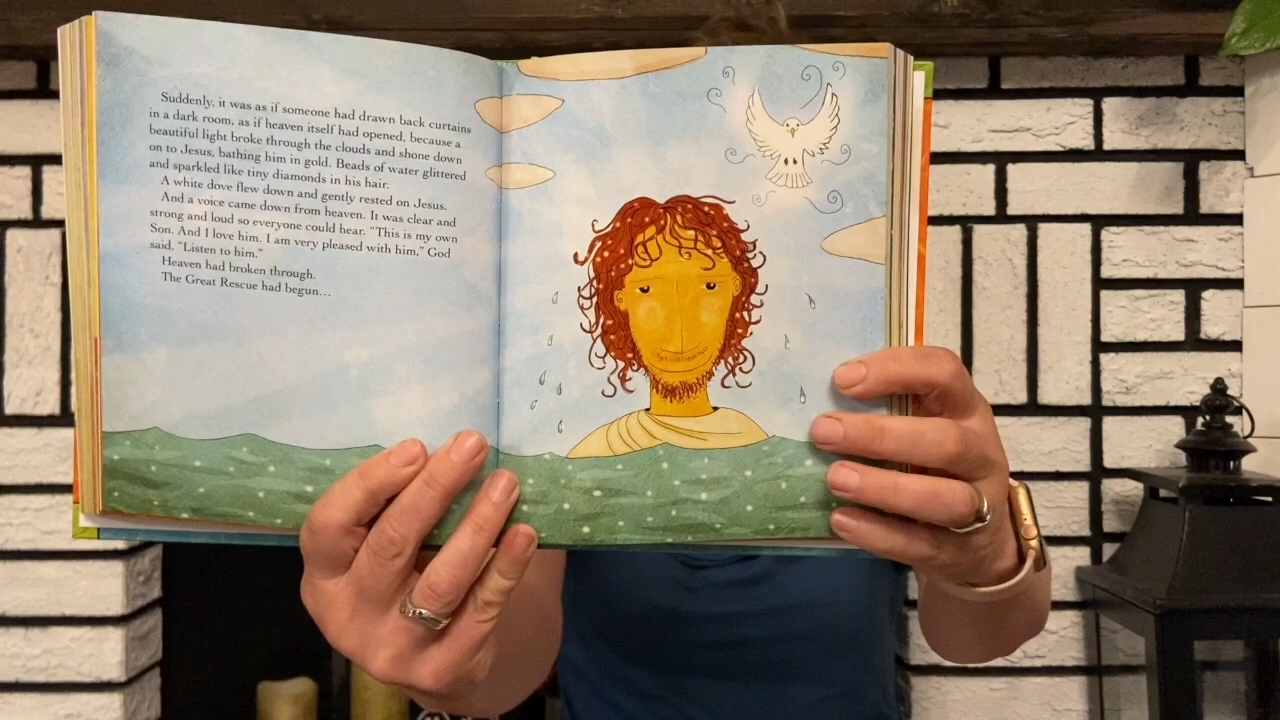 Suddenly, it was as if someone had drawn back curtains
in a dark room, as if heaven itself had opened, because a
beautiful light broke through the clouds and shone down
on to Jesus, bathing him in gold. Beads of water glittered
and sparkled like tiny diamonds in his hair.
A white dove flew down and gently rested on Jesus.
And a voice came down from heaven. It was clear and
strong and loud so everyone could hear. “This is my own
Son. And I love him. I am very pleased with him,” God
said. “Listen to him.”
Heaven had broken through.
The Great Rescue had begun…